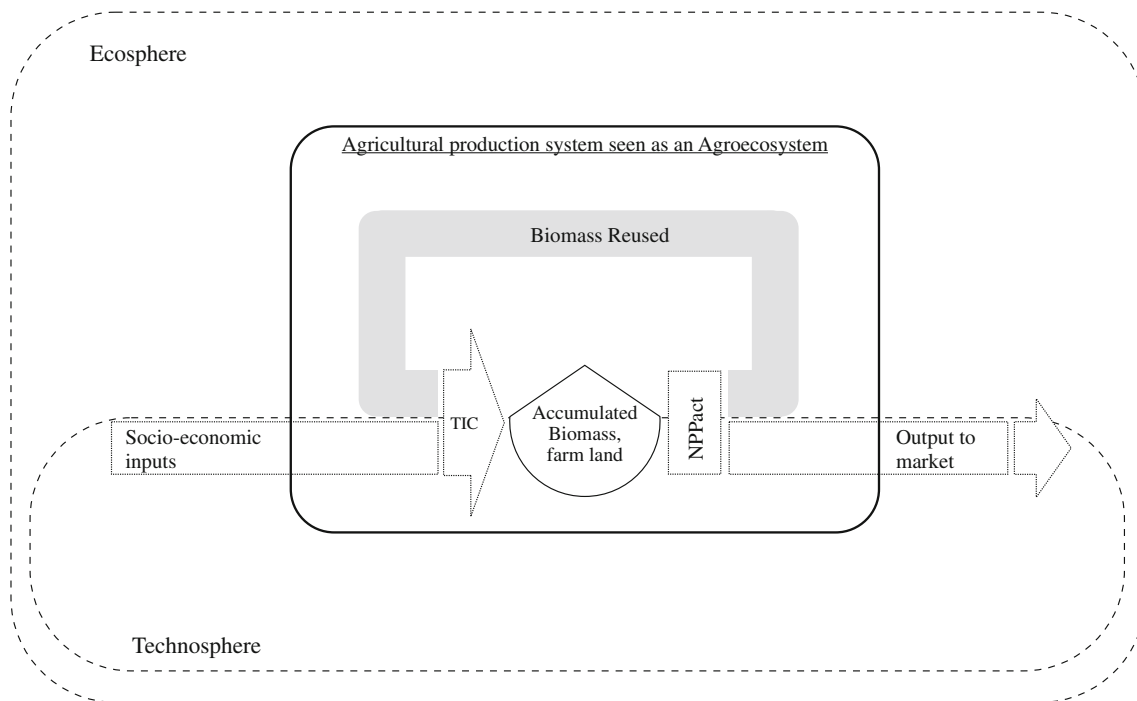 Ecosphere
Agricultural production system seen as an Agroecosystem
Biomass Reused
TIC
Accumulated
Biomass,
farm land
NPPact
Socio-economic
inputs
Output to
market
Technosphere